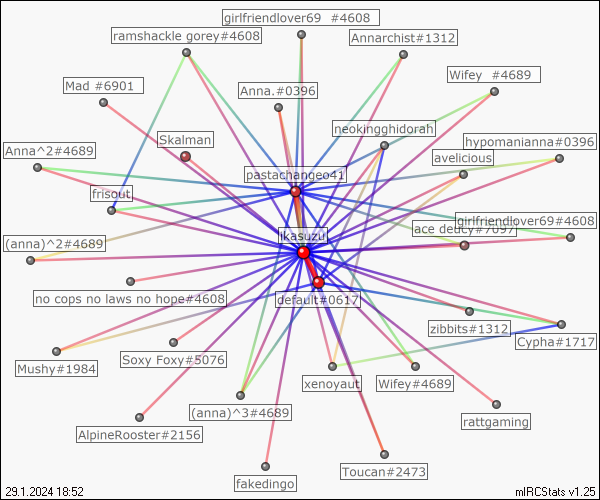 girlfriendlover69 #4608
ramshackle gorey#4608
Annarchist#1312
Wifey #4689
Mad #6901
Anna.#0396
neokingghidorah
Skalman
hypomanianna#0396
Anna^2#4689
avelicious
pastachangeo41
frisout
girlfriendlover69#4608
ace deucy#7097
ikasuzu
(anna)^2#4689
default#0617
no cops no laws no hope#4608
zibbits#1312
Cypha#1717
Soxy Foxy#5076
Mushy#1984
xenoyaut
Wifey#4689
(anna)^3#4689
rattgaming
AlpineRooster#2156
Toucan#2473
fakedingo
29.1.2024 18:52
mIRCStats v1.25